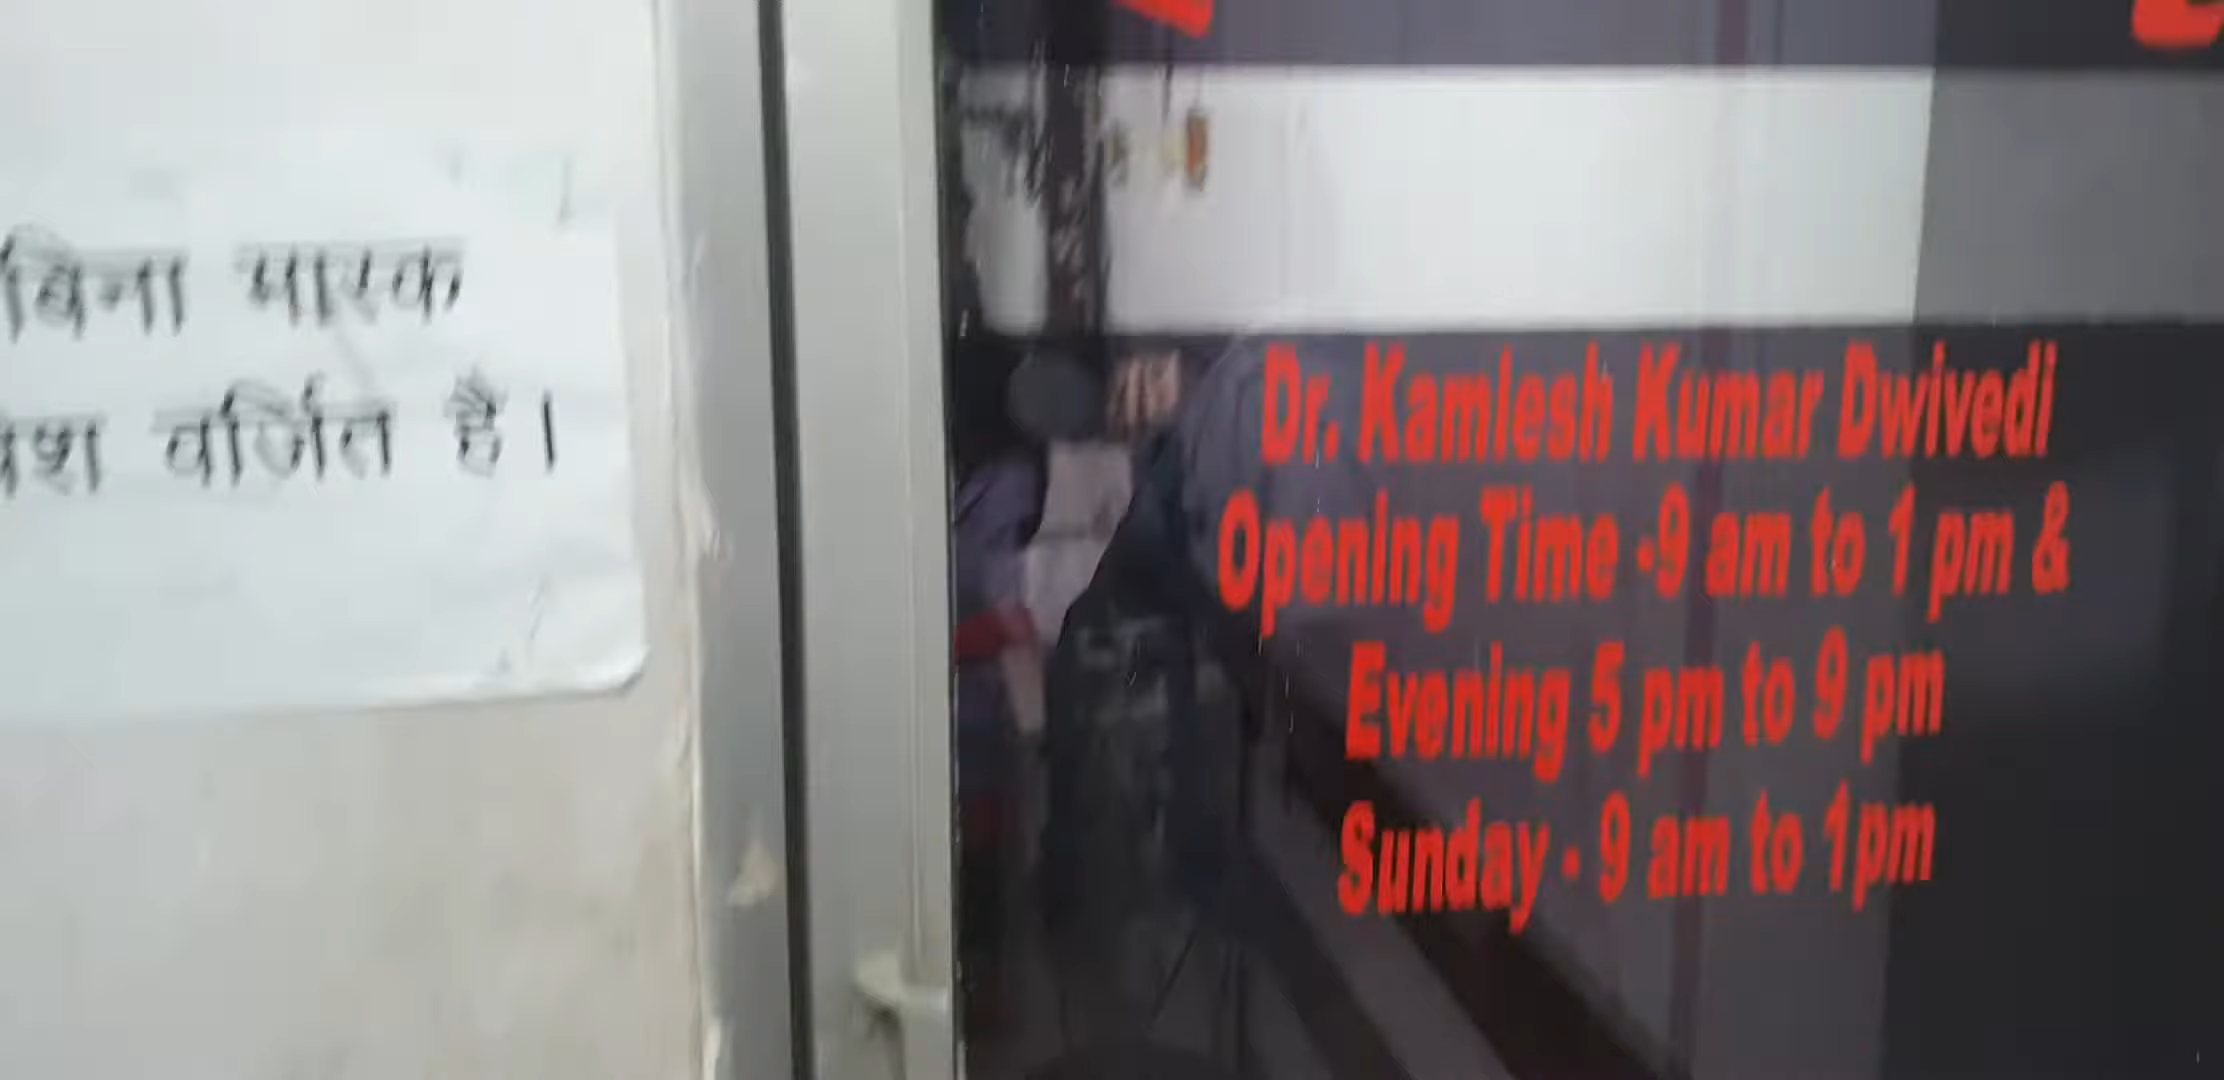 बिना मास्क
वर्जित है।
Dr. Kamlesh Kumar Dwivedi
Opening Time -9 am to 1 pm &
Evening 5 pm to 9 pm
Sunday - 9 am to 1pm